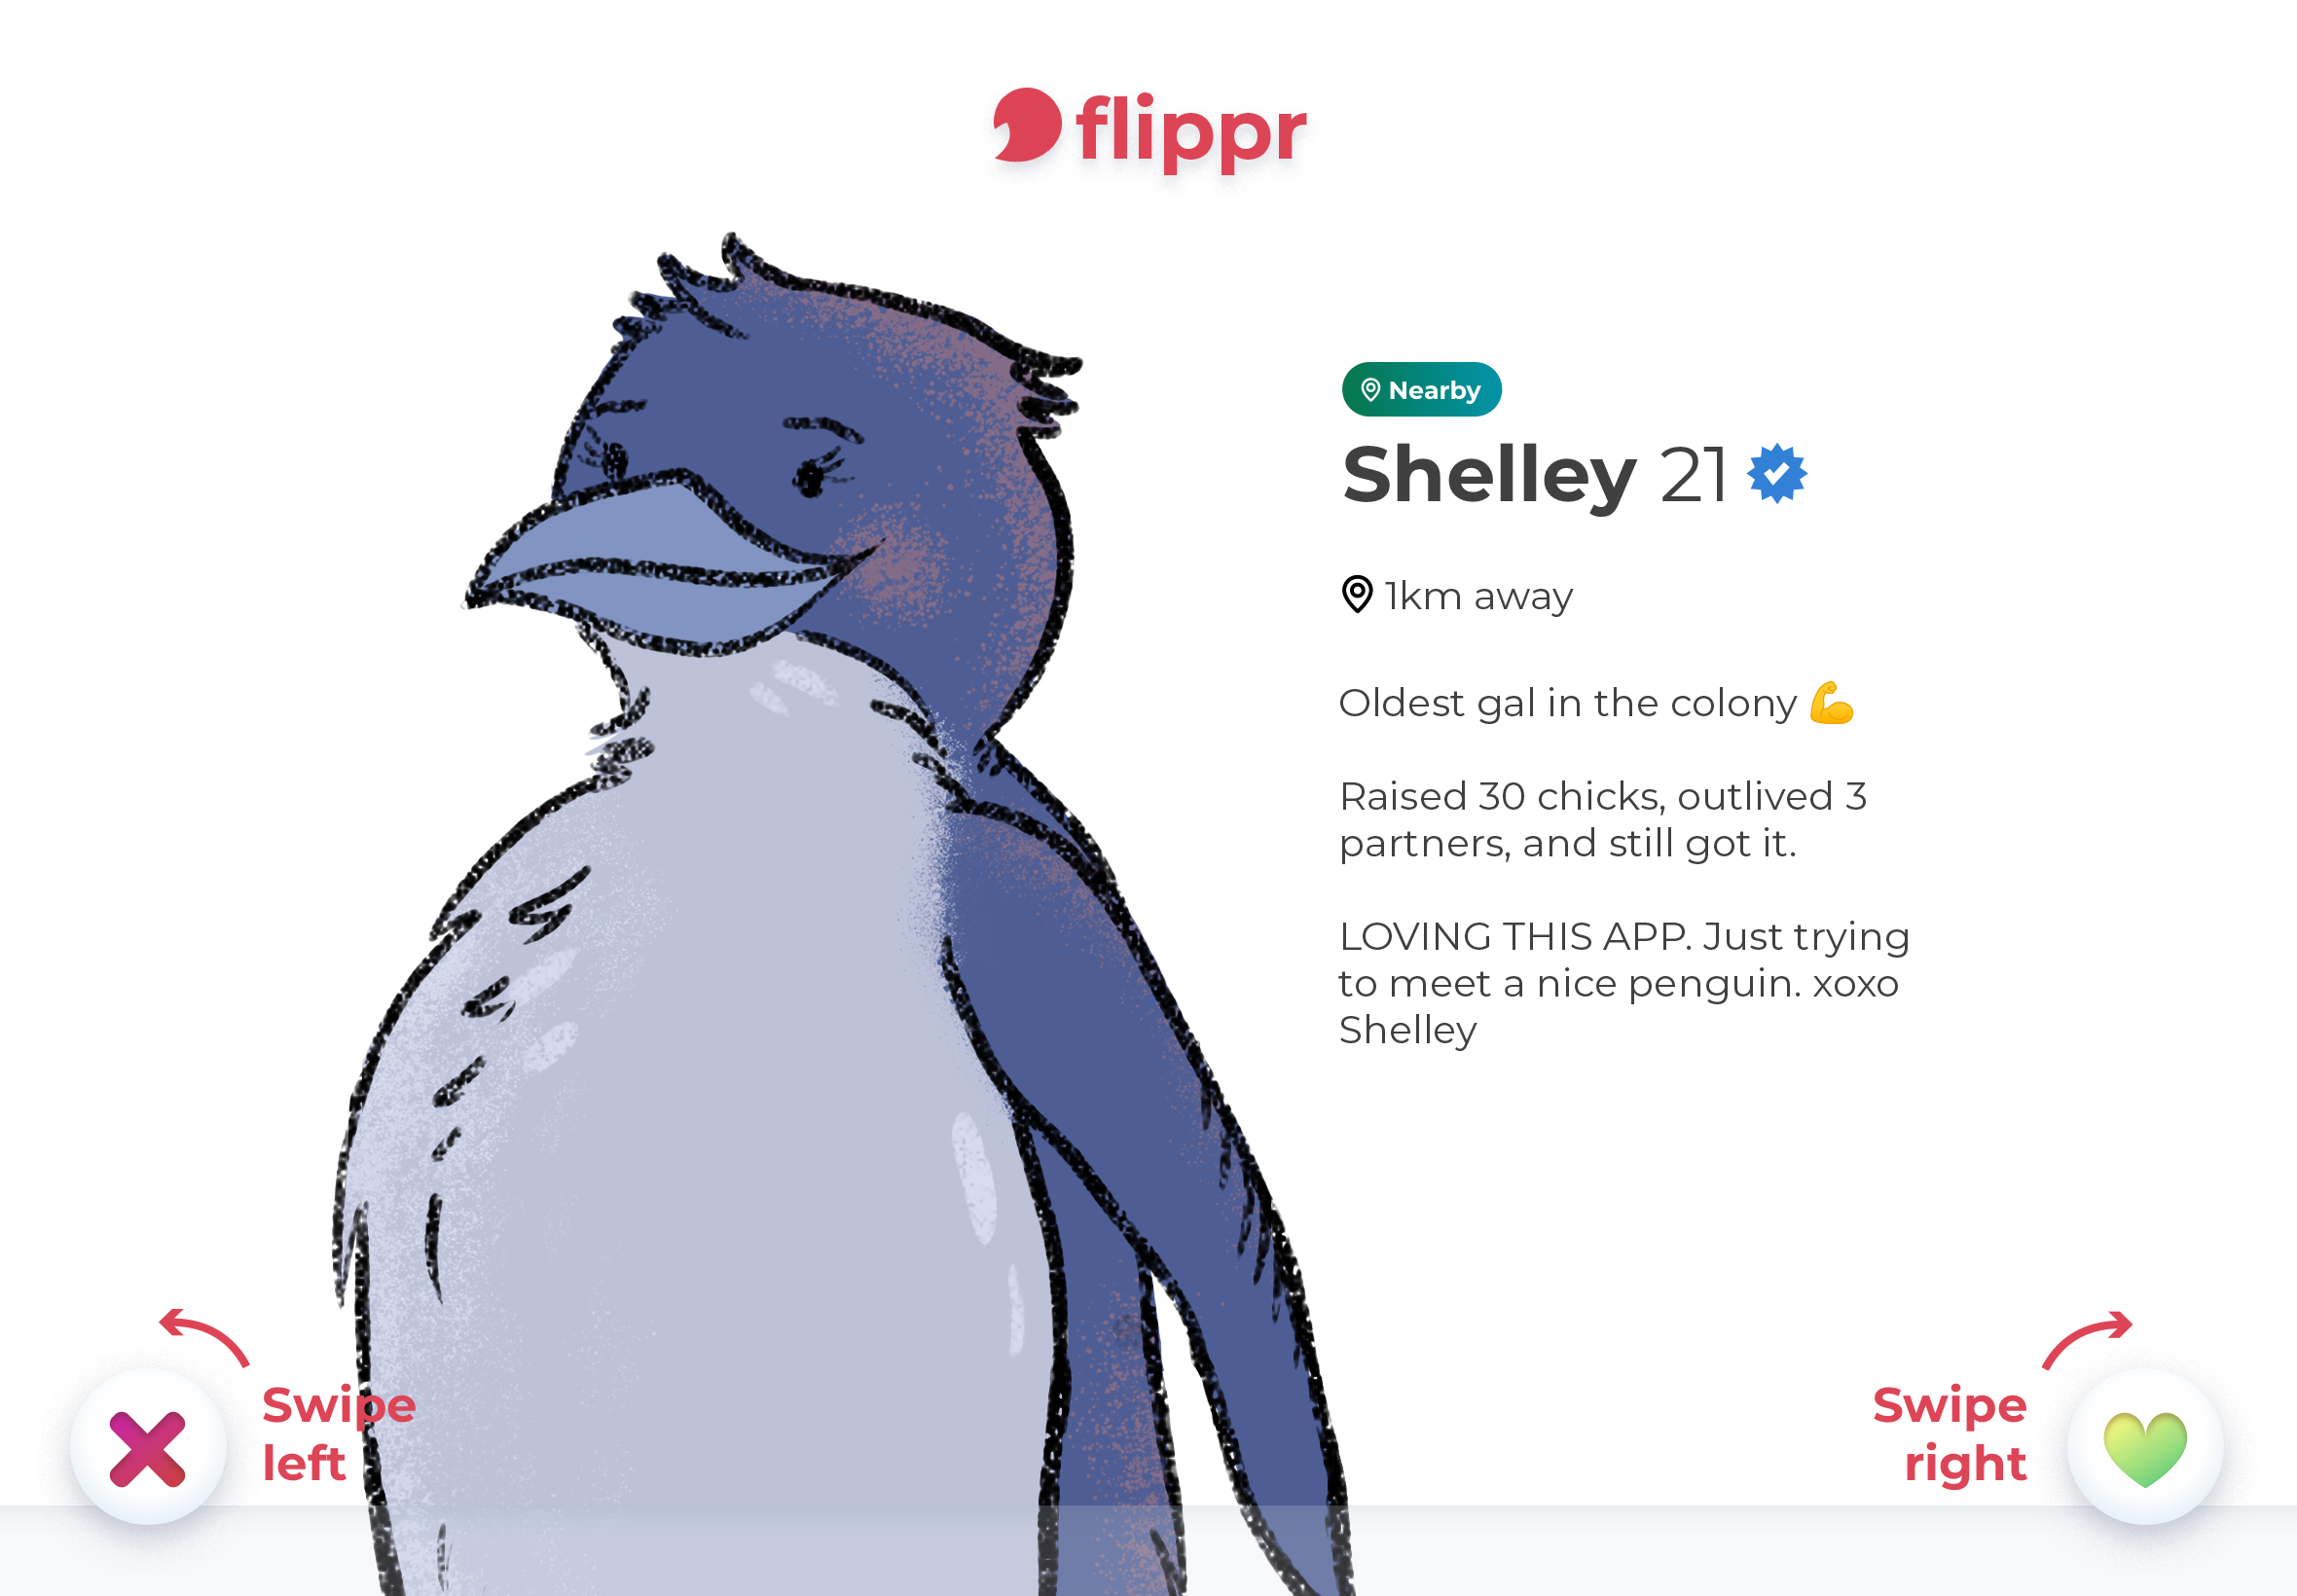 flippr
Nearby
Shelley 21
1km away
Oldest gal in the colony 💪
Raised 30 chicks, outlived 3
partners, and still got it.
LOVING THIS APP. Just trying
to meet a nice penguin. xoxo
Shelley
Swipe
left
Swipe
right